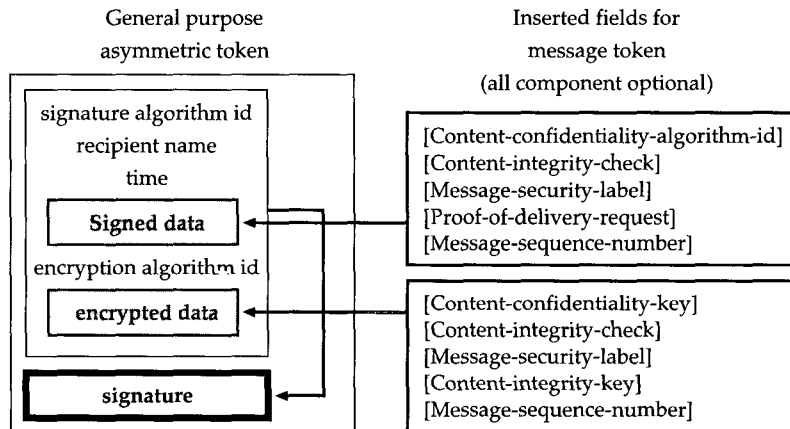 General purpose
asymmetric token
signature algorithm id
recipient name
time
Signed data
encryption algorithm id
encrypted data
signature
Inserted fields for
message token
(all component optional)
[Content-confidentiality-algorithm-id]
[Content-integrity-check]
[Message-security-label]
[Proof-of-delivery-request]
[Message-sequence-number]
[Content-confidentiality-key]
[Content-integrity-check]
[Message-security-label]
[Content-integrity-key]
[Message-sequence-number]